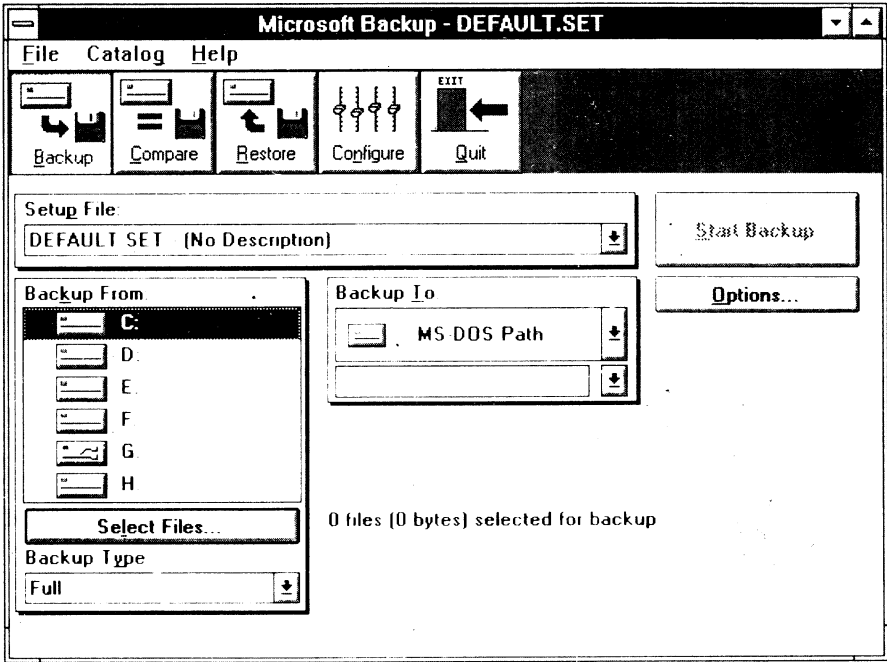 Microsoft Backup - DEFAULT.SET
File Catalog Help
EXIT
Backup Compare Restore Configure Quit
Setup File:
DEFAULT SET (No Description)
Start Backup
Backup From
Backup To
Options...
C:
MS-DOS Path
D:
E
F
G
H
Select Files...
0 files (0 bytes) selected for backup
Backup Type
Full